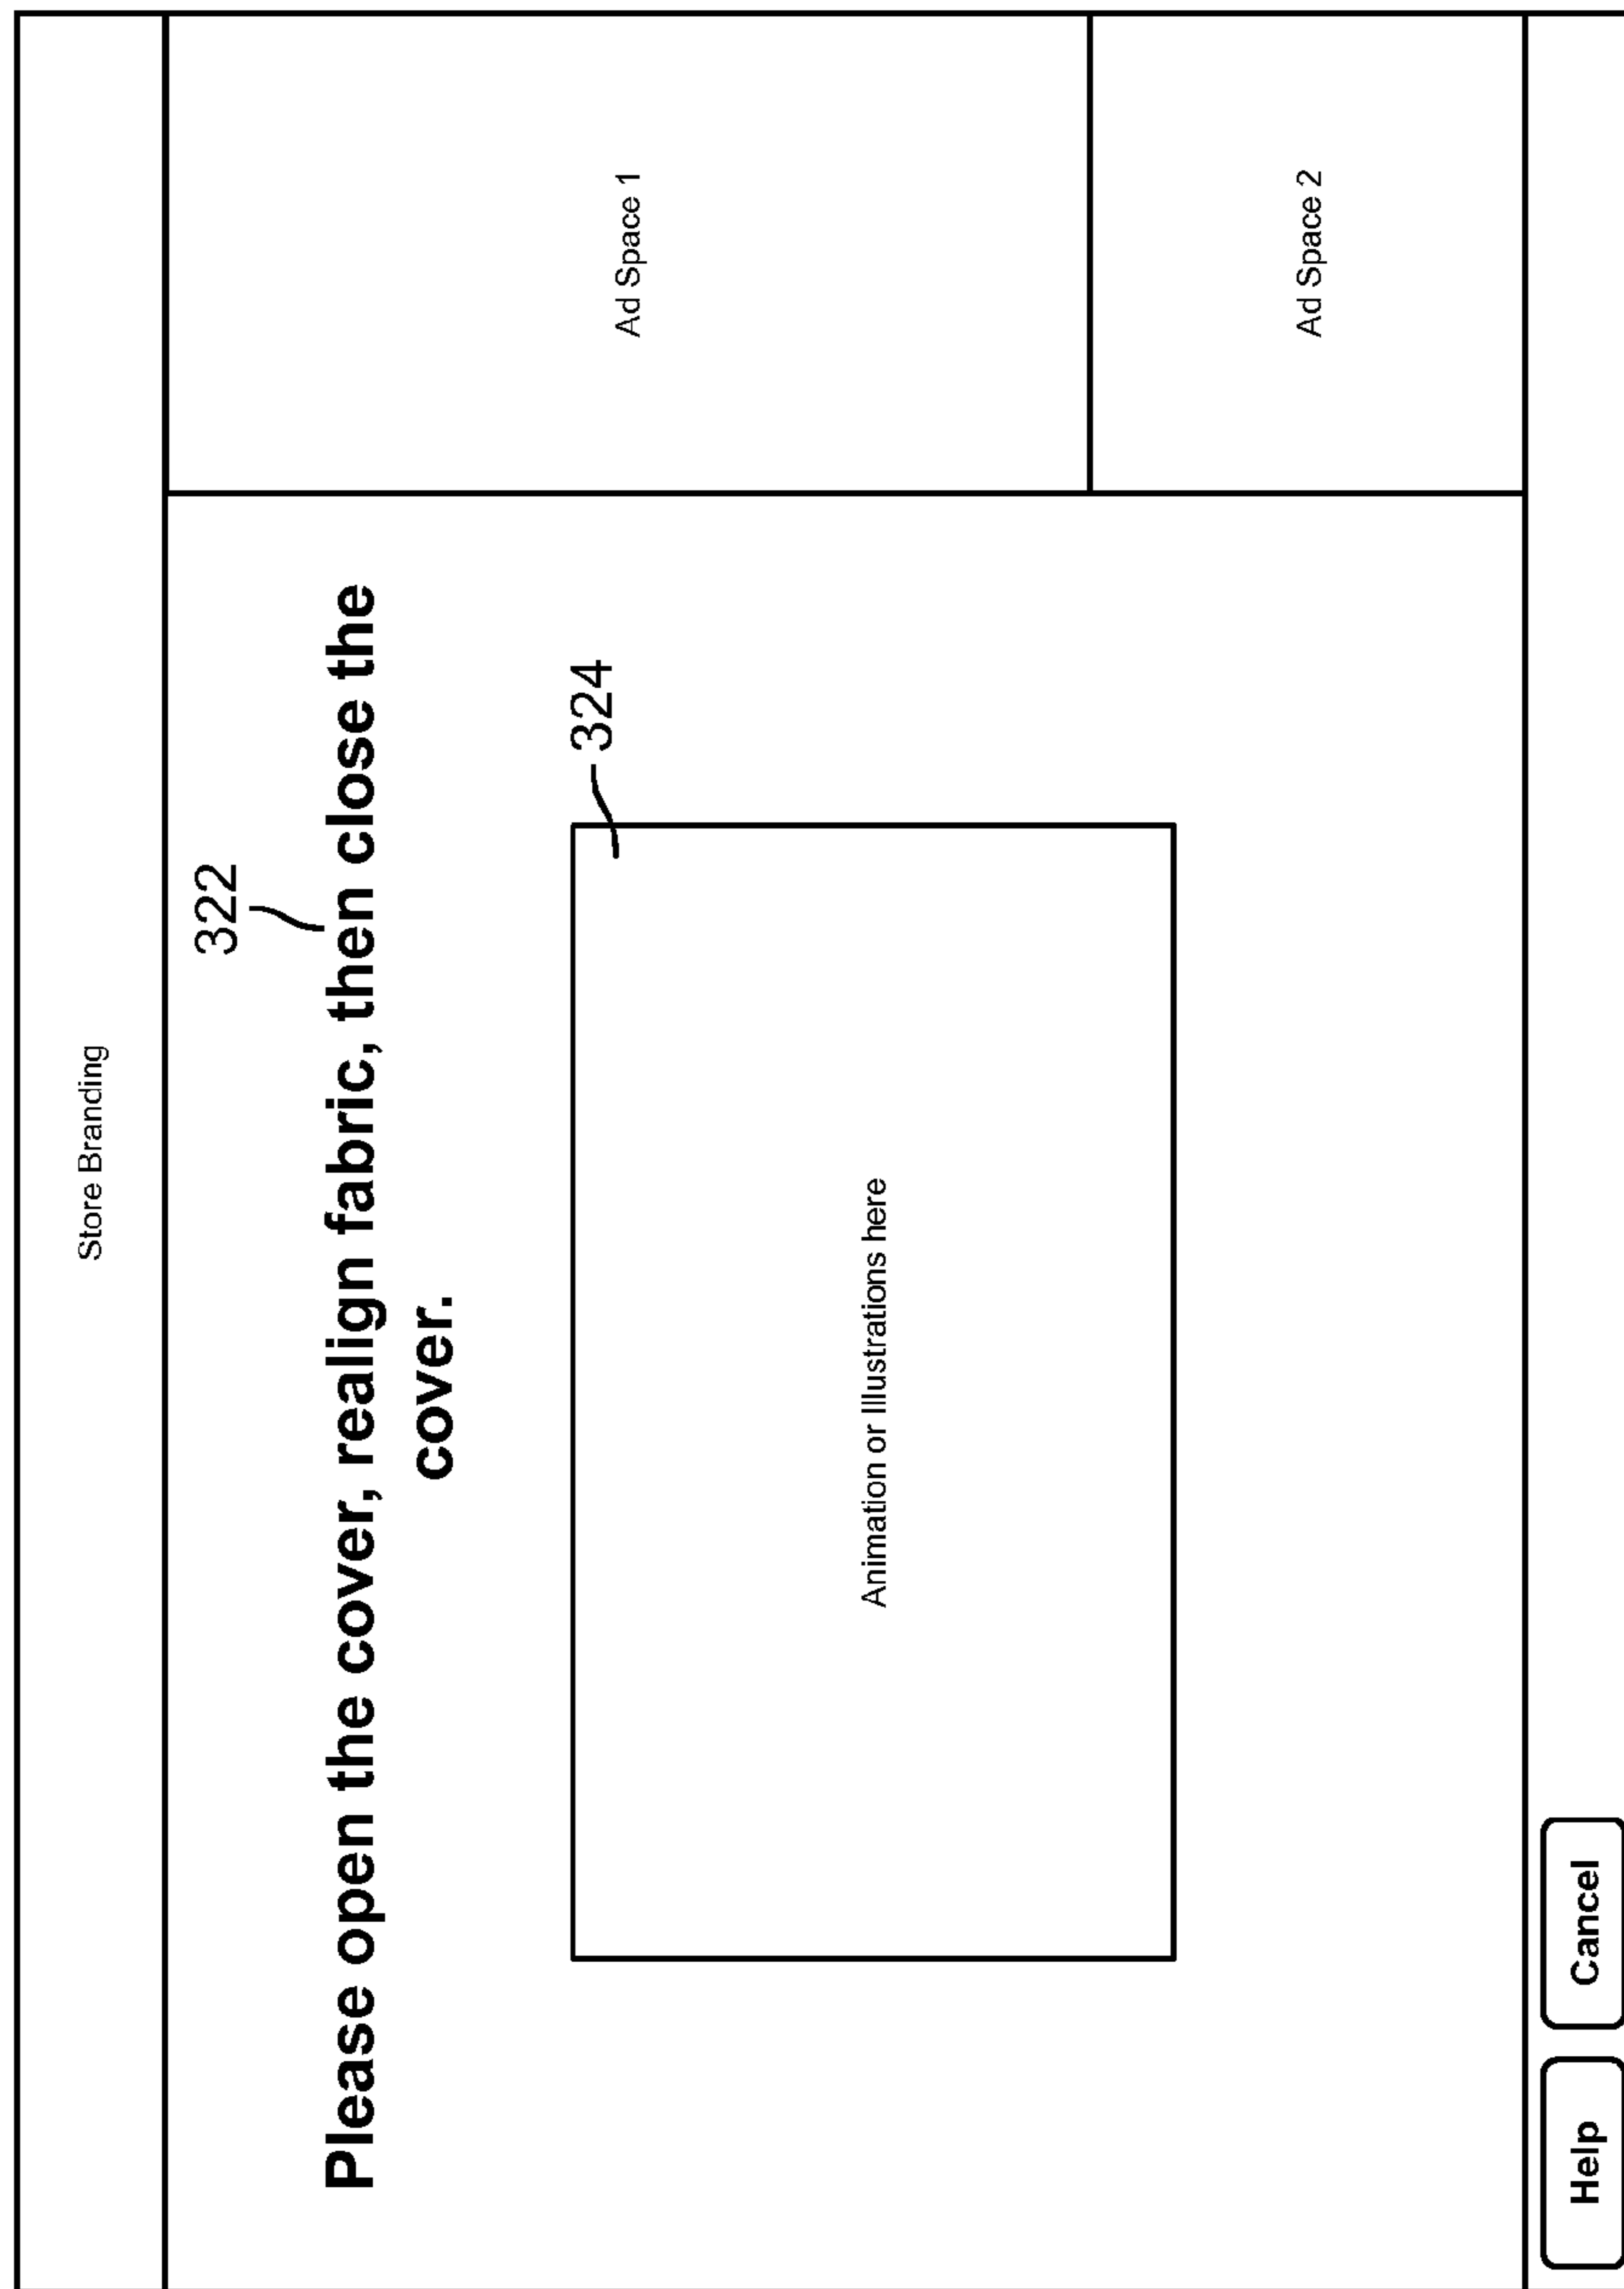 Store Branding
322
Please open the cover, realign fabric, then close the
cover.
324
Animation or Illustrations here
Ad Space 1
Ad Space 2
Help
Cancel